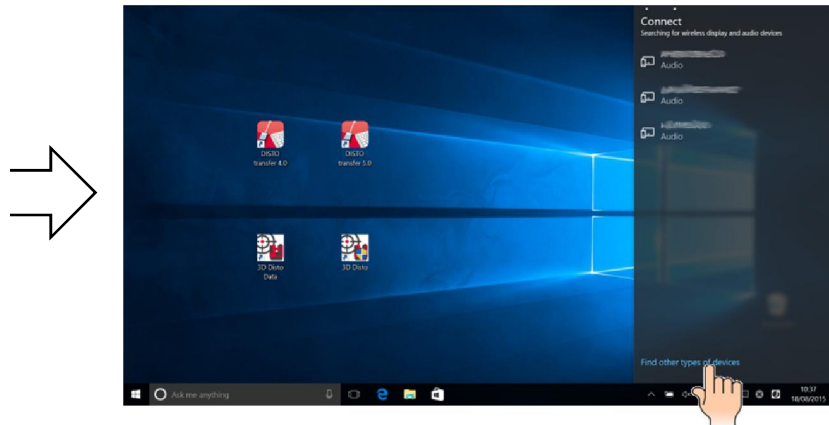 Connect
Searching for wireless display and audio devices
Audio
Audio
Audio
DISTO
transfer 4.0
DISTO
transfer 5.0
3D Disto
Data
3D Disto
Find other types of devices
Ask me anything
10:37
18/08/2015